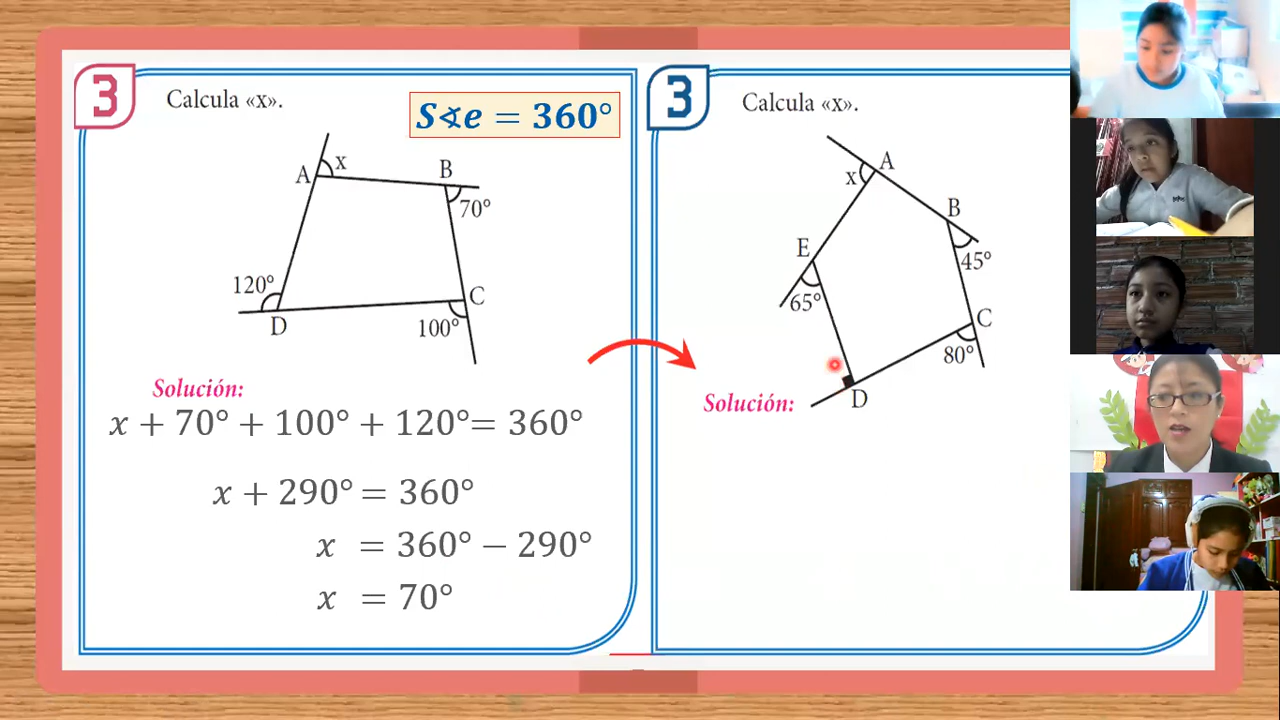 3
Calcula «x».
S∢e = 360°
A
x
B
70°
120°
D
C
100°
Solución:
x + 70° + 100° + 120°= 360°
x + 290° = 360°
x = 360° − 290°
x = 70°
3
Calcula «x».
A
x
B
E
45°
65°
C
80°
D
Solución: